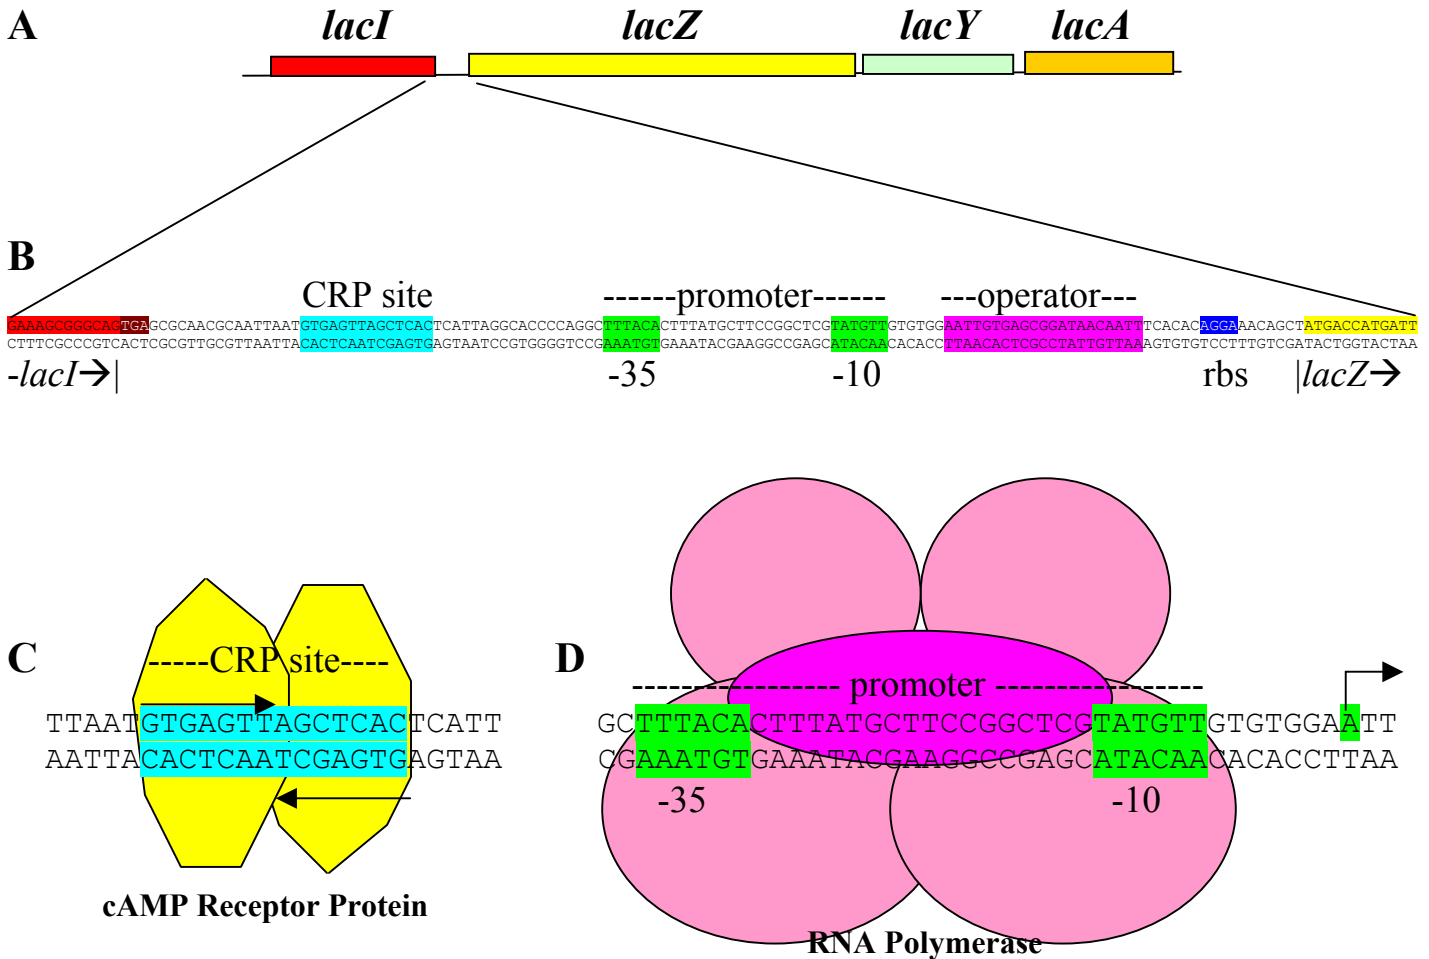 A
lacI lacZ lacY lacA
B
CRP site ------promoter------ ---operator---
GAAAGCGGGCAGTGAGCGCAACGCAATTAATGTGAGTTAGCTCACTCATTAGGCACCCCAGGCTTTACACTTTATGCTTCCGGCTCGTATGTTGTGTGGAATTGTGAGCGGATAACAATTTCACACAGGAAACAGCTATGACCATGATT
CTTTCGCCCGTCACTCGCGTTGCGTTAATTACACTCAATCGAGTGAGTAATCCGTGGGGTCCGAAATGTGAAATACGAAGGCCGAGCATACAACACACCTTAACACTCGCCTATTGTTAAAGTGTGTCCTTTGTCGATACTGGTACTAA
-lacI→| -35 -10 rbs |lacZ→
C
-----CRP site----
TTAATGTGAGTTAGCTCACTCATT
AATTACACTCAATCGAGTGAGTAA
cAMP Receptor Protein
D
--------------- promoter ---------------
GCTTTACACTTTATGCTTCCGGCTCGTATGTTGTGTGGAATT
CGAAATGTGAAATACGAAGGCCGAGCATACAACACACCTTAA
-35 -10
RNA Polymerase